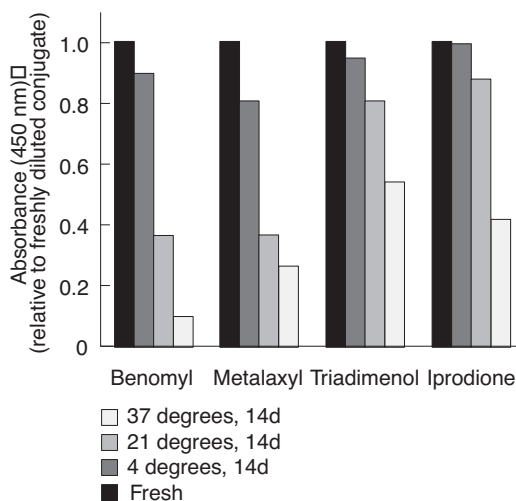 Absorbance (450 nm)□
(relative to freshly diluted conjugate)
1.0
0.8
0.6
0.4
0.2
0
Benomyl Metalaxyl Triadimenol Iprodione
37 degrees, 14d
21 degrees, 14d
4 degrees, 14d
Fresh